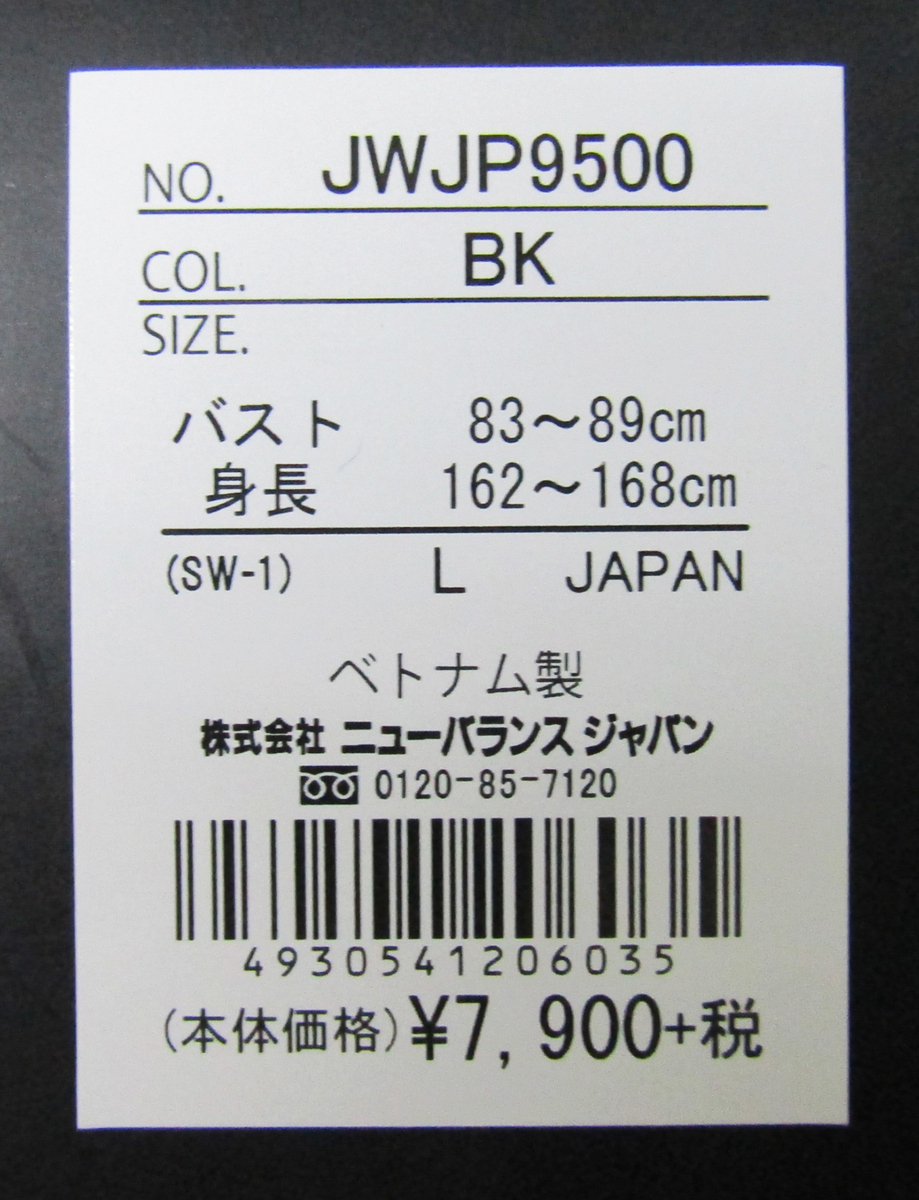 NO. JWJP9500
COL. BK
SIZE.
バスト 83～89cm
身長 162～168cm
(SW-1) L JAPAN
ベトナム製
株式会社 ニューバランス ジャパン
0120-85-7120
4930541206035
(本体価格)¥7,900+税